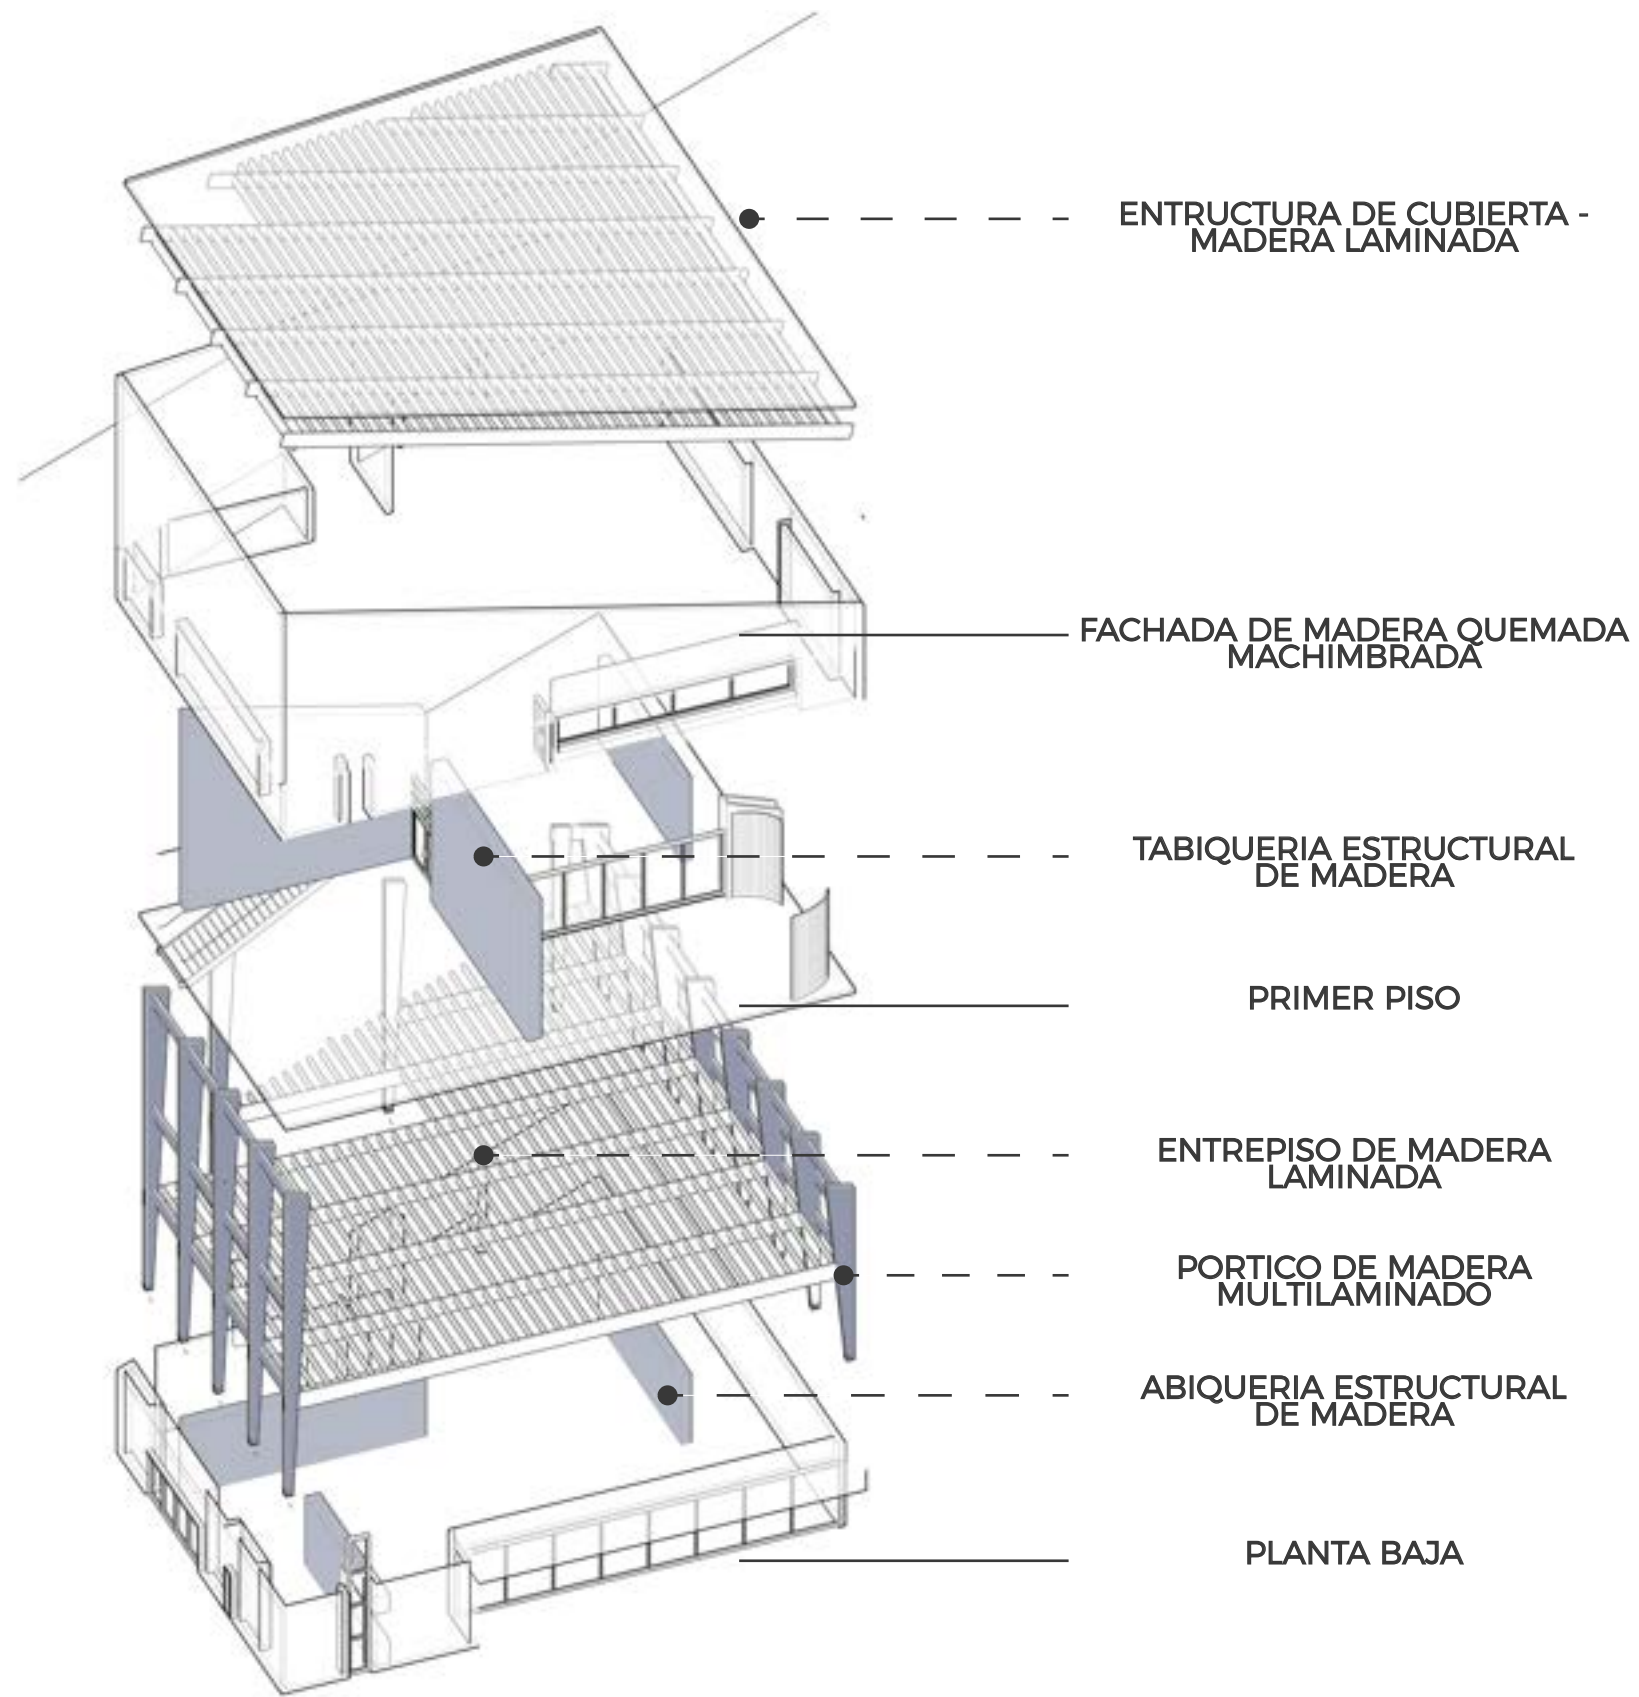 ENTRUCTURA DE CUBIERTA -
MADERA LAMINADA
FACHADA DE MADERA QUEMADA
MACHIMBRADA
TABIQUERIA ESTRUCTURAL
DE MADERA
PRIMER PISO
ENTREPISO DE MADERA
LAMINADA
PORTICO DE MADERA
MULTILAMINADO
ABIQUERIA ESTRUCTURAL
DE MADERA
PLANTA BAJA